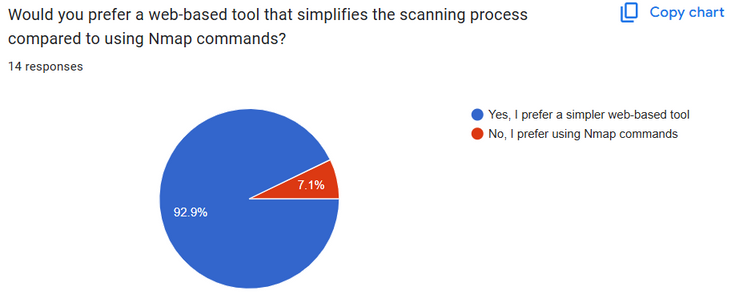 Would you prefer a web-based tool that simplifies the scanning process
compared to using Nmap commands?
Copy chart
14 responses
Yes, I prefer a simpler web-based tool
No, I prefer using Nmap commands
7.1%
92.9%